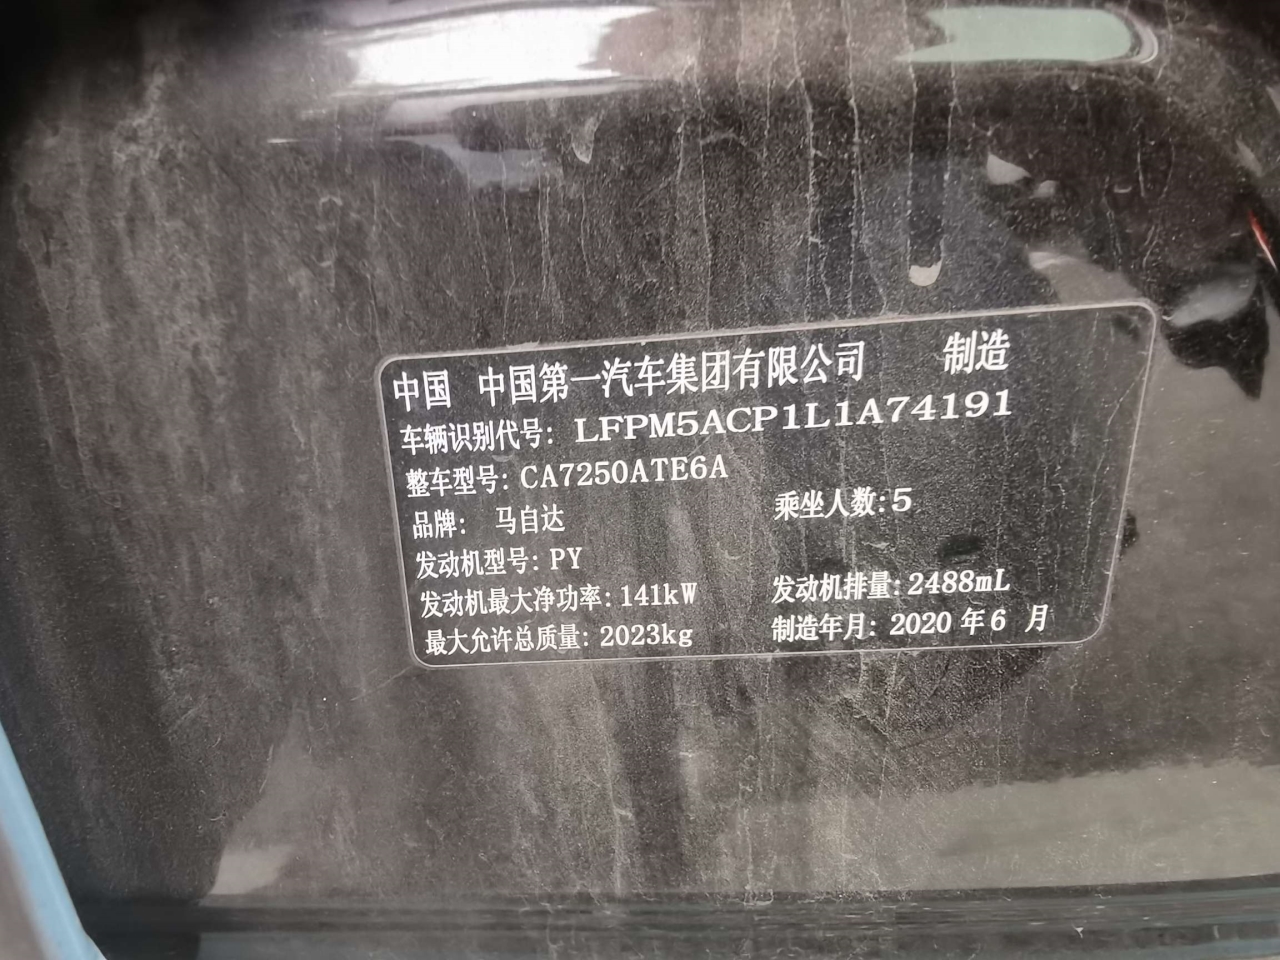 中国 中国第一汽车集团有限公司 制造
车辆识别代号: LFPM5ACP1L1A74191
整车型号: CA7250ATE6A
品牌: 马自达 乘坐人数: 5
发动机型号: PY
发动机最大净功率: 141kW 发动机排量: 2488mL
最大允许总质量: 2023kg 制造年月: 2020 年 6 月